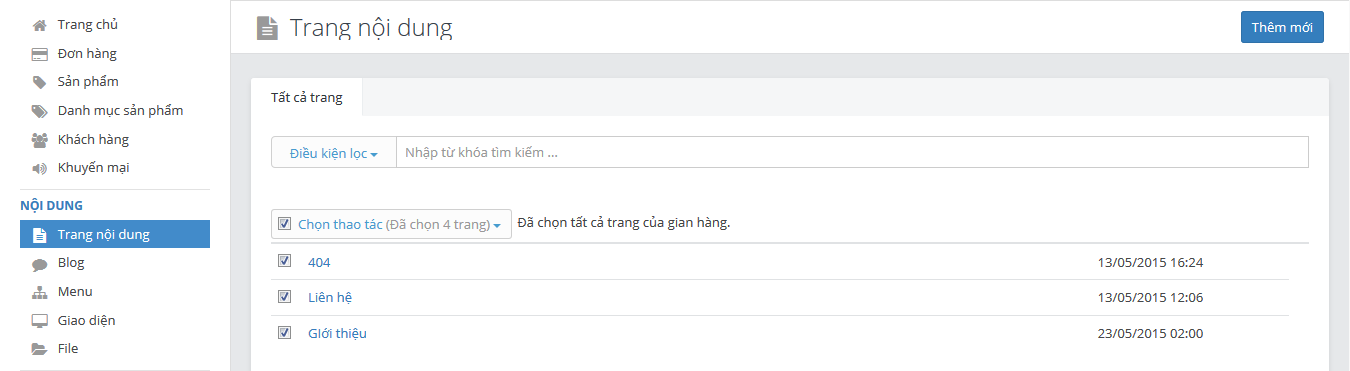 Trang chủ
Đơn hàng
Sản phẩm
Danh mục sản phẩm
Khách hàng
Khuyến mại
NỘI DUNG
Trang nội dung
Blog
Menu
Giao diện
File
Trang nội dung
Thêm mới
Tất cả trang
Điều kiện lọc Nhập từ khóa tìm kiếm ...
Chọn thao tác (Đã chọn 4 trang) Đã chọn tất cả trang của gian hàng.
404 13/05/2015 16:24
Liên hệ 13/05/2015 12:06
GIới thiệu 23/05/2015 02:00